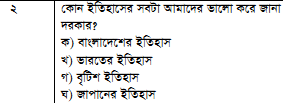 ২ কোন ইতিহাসের সবটা আমাদের ভালো করে জানা
দরকার?
ক) বাংলাদেশের ইতিহাস
খ) ভারতের ইতিহাস
গ) বৃটিশ ইতিহাস
ঘ) জাপানের ইতিহাস